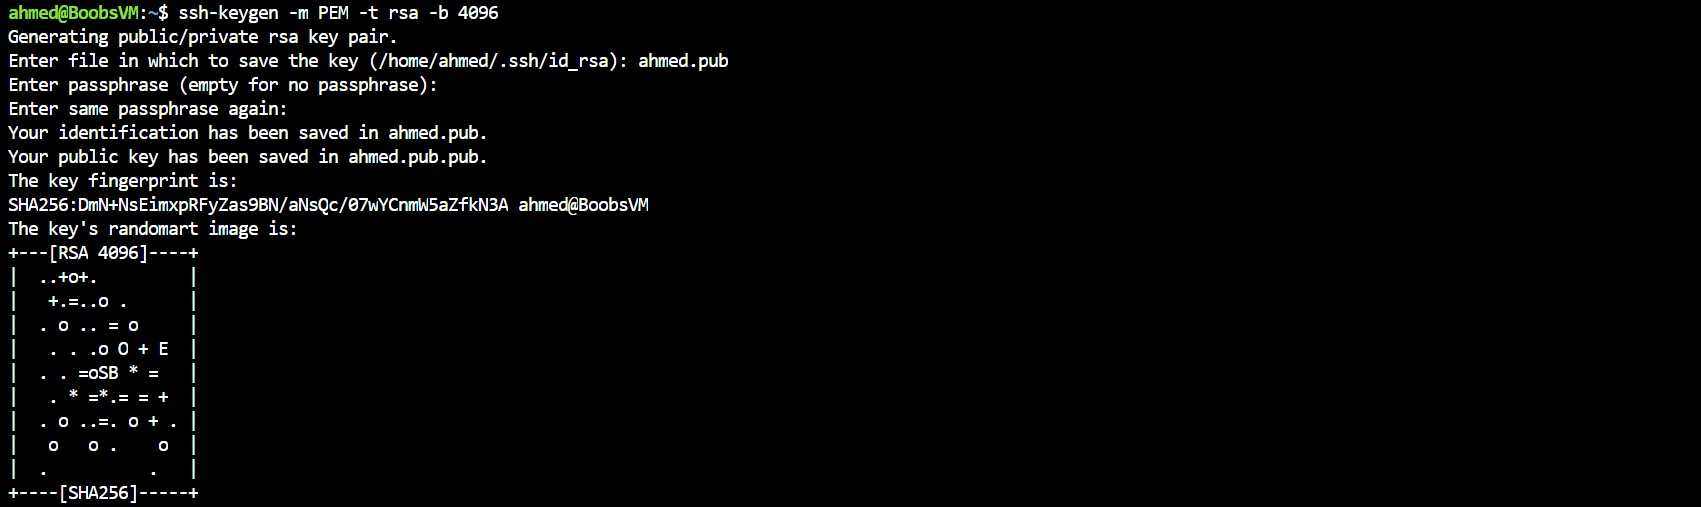 ahmed@BoobsVM:~$ ssh-keygen -m PEM -t rsa -b 4096
Generating public/private rsa key pair.
Enter file in which to save the key (/home/ahmed/.ssh/id_rsa): ahmed.pub
Enter passphrase (empty for no passphrase):
Enter same passphrase again:
Your identification has been saved in ahmed.pub.
Your public key has been saved in ahmed.pub.pub.
The key fingerprint is:
SHA256:DmN+NsEimxpRFyZas9BN/aNsQc/07wYCnmW5aZfkN3A ahmed@BoobsVM
The key's randomart image is:
+---[RSA 4096]----+
|  ..+o+.         |
|   +.=..o .      |
|  . o .. = o     |
|   . . .o O + E  |
|  . . =oSB * =   |
|   . * =*.= = +  |
|  . o ..=. o + . |
|   o   o .    o  |
|  .          .   |
+----[SHA256]-----+